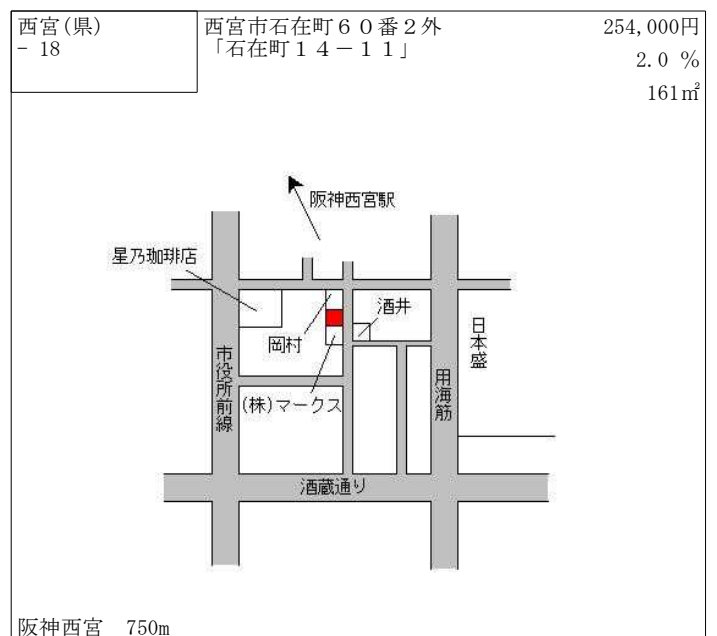 西宮(県)
- 18
西宮市石在町６０番２外
「石在町１４－１１」
254,000円
2.0 %
161㎡
阪神西宮駅
星乃珈琲店
岡村
酒井
日本盛
市役所前線
(株)マークス
用海筋
酒蔵通り
阪神西宮　750m